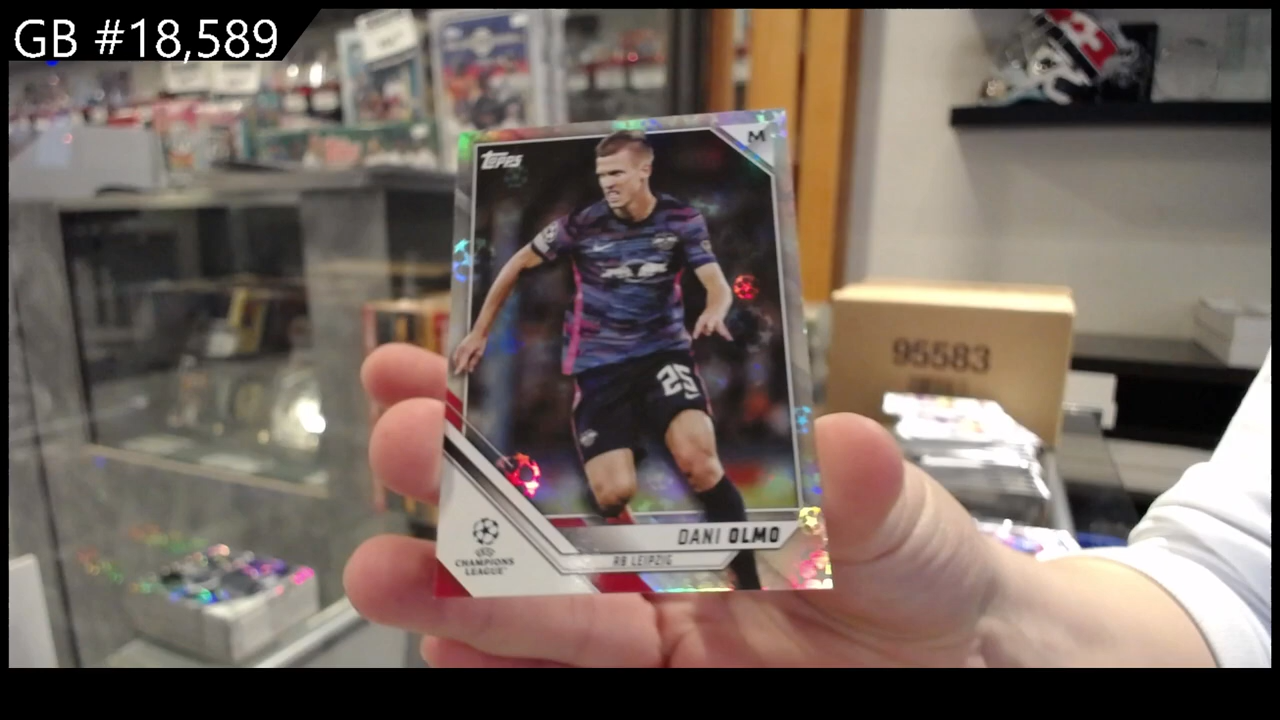 GB #18,589
TOPPS
M
25
DANI OLMO
RB LEIPZIG
CHAMPIONS
LEAGUE
95583